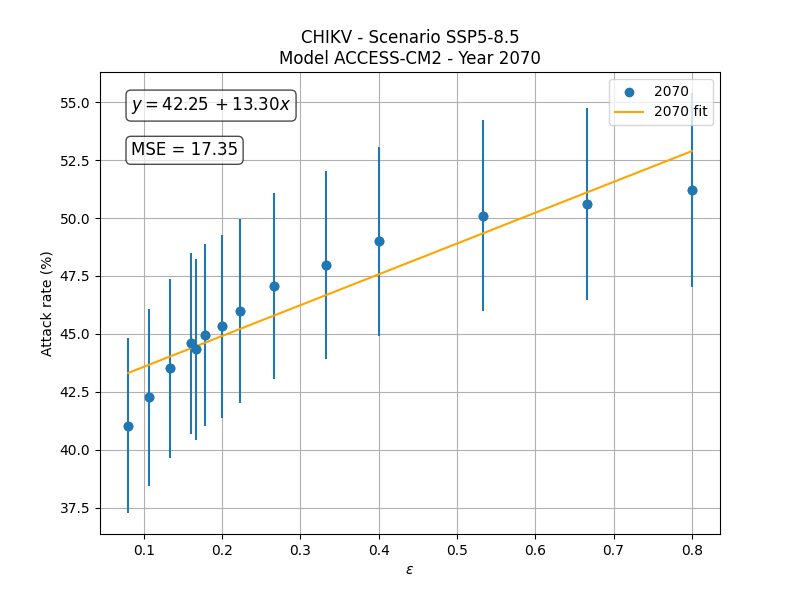 CHIKV - Scenario SSP5-8.5
Model ACCESS-CM2 - Year 2070
y = 42.25 + 13.30x
MSE = 17.35
2070
2070 fit
Attack rate (%)
55.0
52.5
50.0
47.5
45.0
42.5
40.0
37.5
0.1 0.2 0.3 0.4 0.5 0.6 0.7 0.8
ε